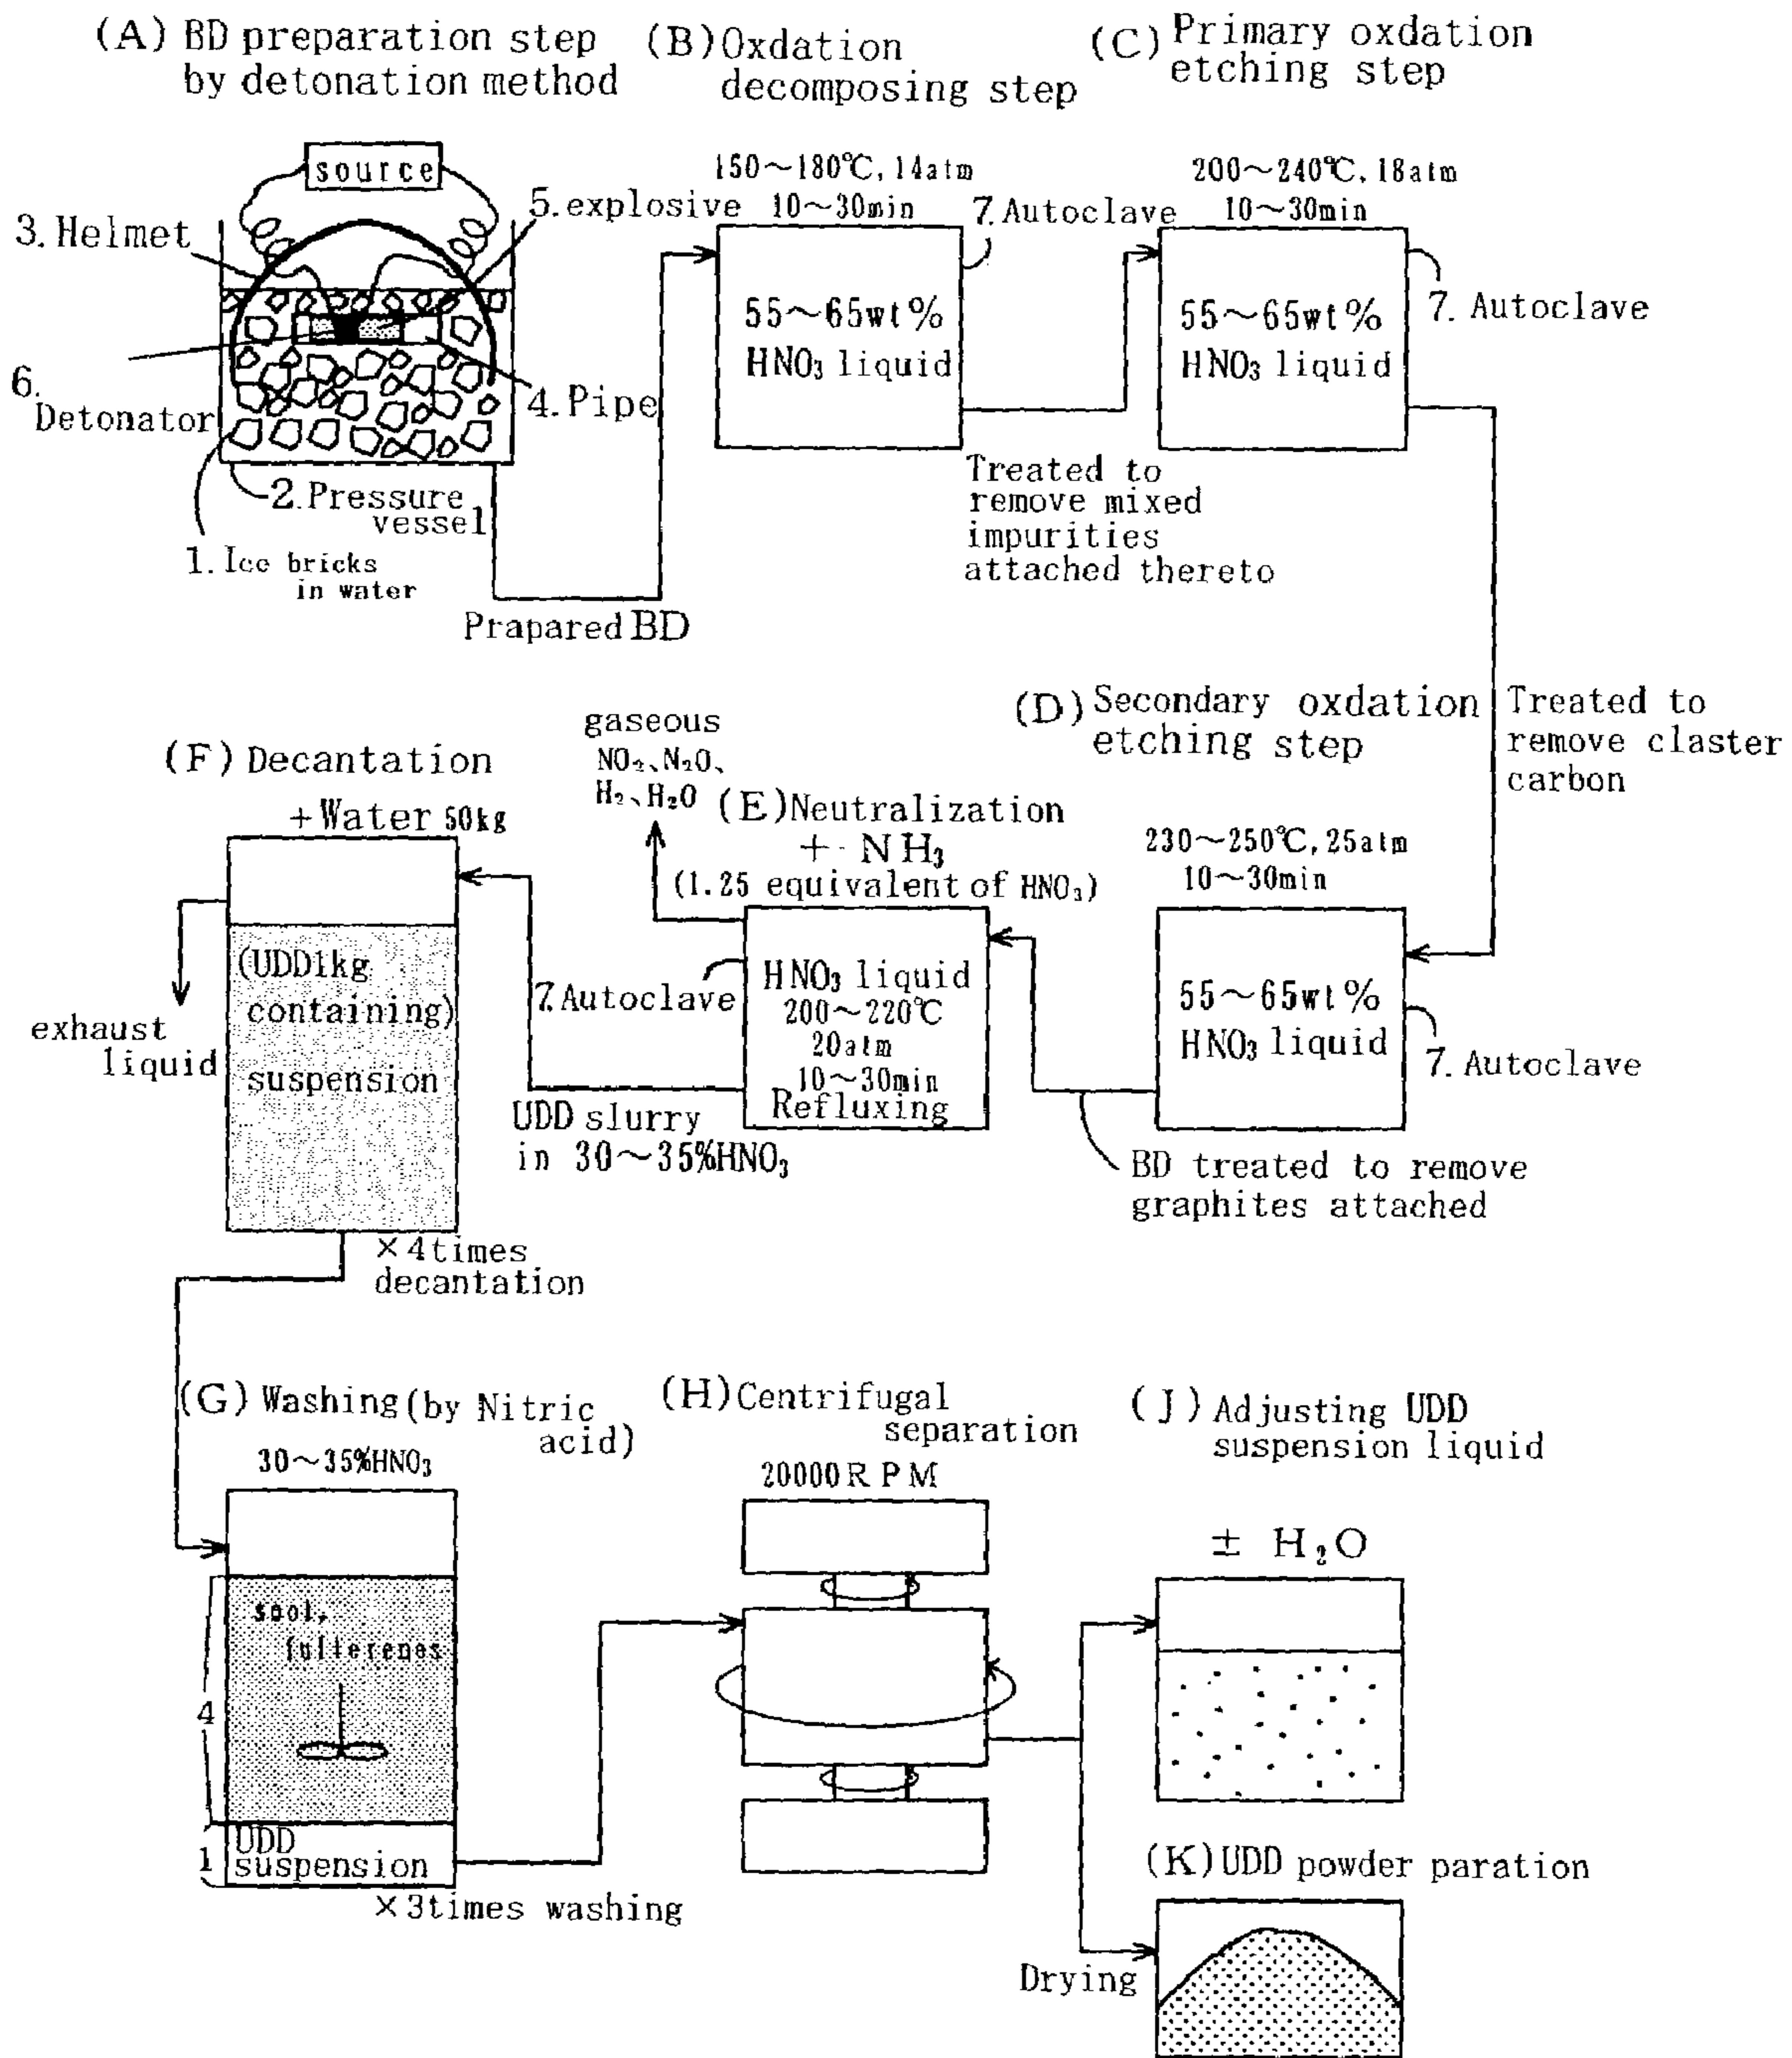 (A) BD preparation step
by detonation method
(B) Oxdation
decomposing step
(C) Primary oxdation
etching step
source
3. Helmet
5. explosive
6.
Detonator
4. Pipe
2. Pressure
vessel
1. Ice bricks
in water
Prapared BD
150~180℃, 14atm
10~30min
7. Autoclave
55~65wt%
HNO₃ liquid
Treated to
remove mixed
impurities
attached thereto
200~240℃, 18atm
10~30min
55~65wt%
HNO₃ liquid
7. Autoclave
Treated to
remove claster
carbon
(D) Secondary oxdation
etching step
230~250℃, 25atm
10~30min
55~65wt%
HNO₃ liquid
7. Autoclave
BD treated to remove
graphites attached
(E) Neutralization
+ NH₃
(1.25 equivalent of HNO₃)
gaseous
NO₂、N₂O、
H₂、H₂O
7. Autoclave
HNO₃ liquid
200~220℃
20atm
10~30min
Refluxing
UDD slurry
in 30~35%HNO₃
(F) Decantation
+Water 50kg
(UDD1kg
containing)
suspension
exhaust
liquid
×4times
decantation
(G) Washing (by Nitric
acid)
30~35%HNO₃
soot,
fullerenes
4
1
UDD
suspension
×3times washing
(H) Centrifugal
separation
20000RPM
(J) Adjusting UDD
suspension liquid
± H₂O
(K) UDD powder paration
Drying